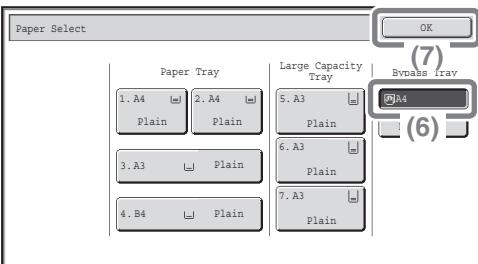 Paper Select
OK
(7)
Paper Tray
Large Capacity
Tray
Bypass Tray
1. A4
2. A4
5. A3
A4
Plain
Plain
Plain
(6)
6. A3
Plain
3. A3
Plain
7. A3
Plain
4. B4
Plain